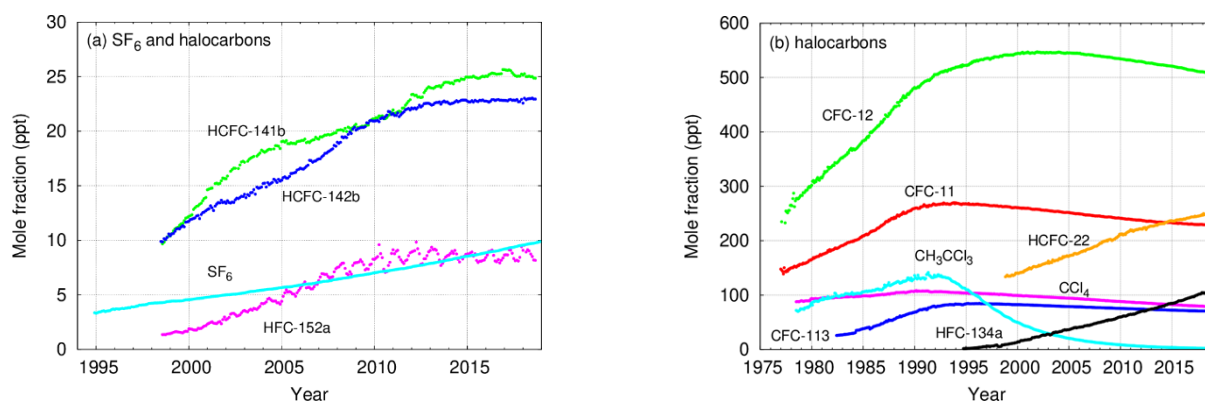 (a) SF6 and halocarbons
Mole fraction (ppt)
30
25
20
15
10
5
0
HCFC-141b
HCFC-142b
SF6
HFC-152a
1995 2000 2005 2010 2015
Year
(b) halocarbons
Mole fraction (ppt)
600
500
400
300
200
100
0
CFC-12
CFC-11
HCFC-22
CH3CCl3
CCl4
CFC-113
HFC-134a
1975 1980 1985 1990 1995 2000 2005 2010 2015
Year